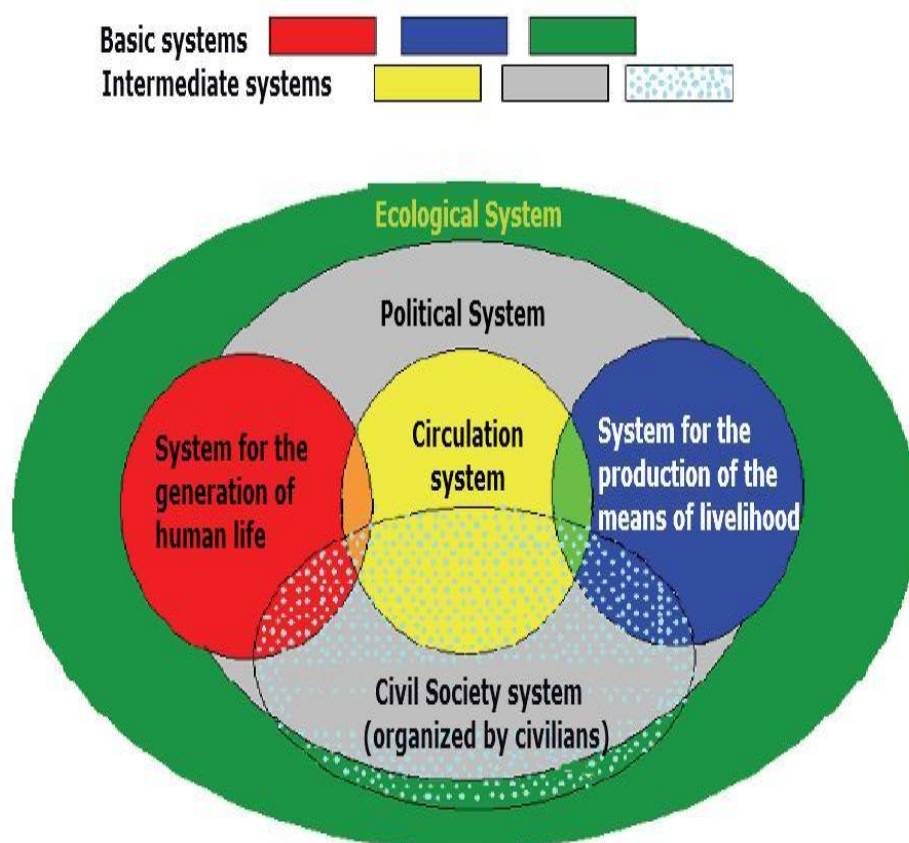 Basic systems
Intermediate systems
Ecological System
Political System
System for the
generation of
human life
Circulation
system
System for the
production of the
means of livelihood
Civil Society system
(organized by civilians)